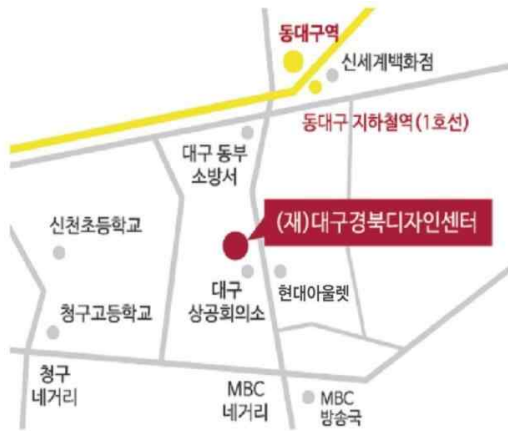 동대구역
신세계백화점
동대구 지하철역(1호선)
대구 동부
소방서
(재)대구경북디자인센터
신천초등학교
대구
상공회의소
현대아울렛
청구고등학교
청구
네거리
MBC
네거리
MBC
방송국